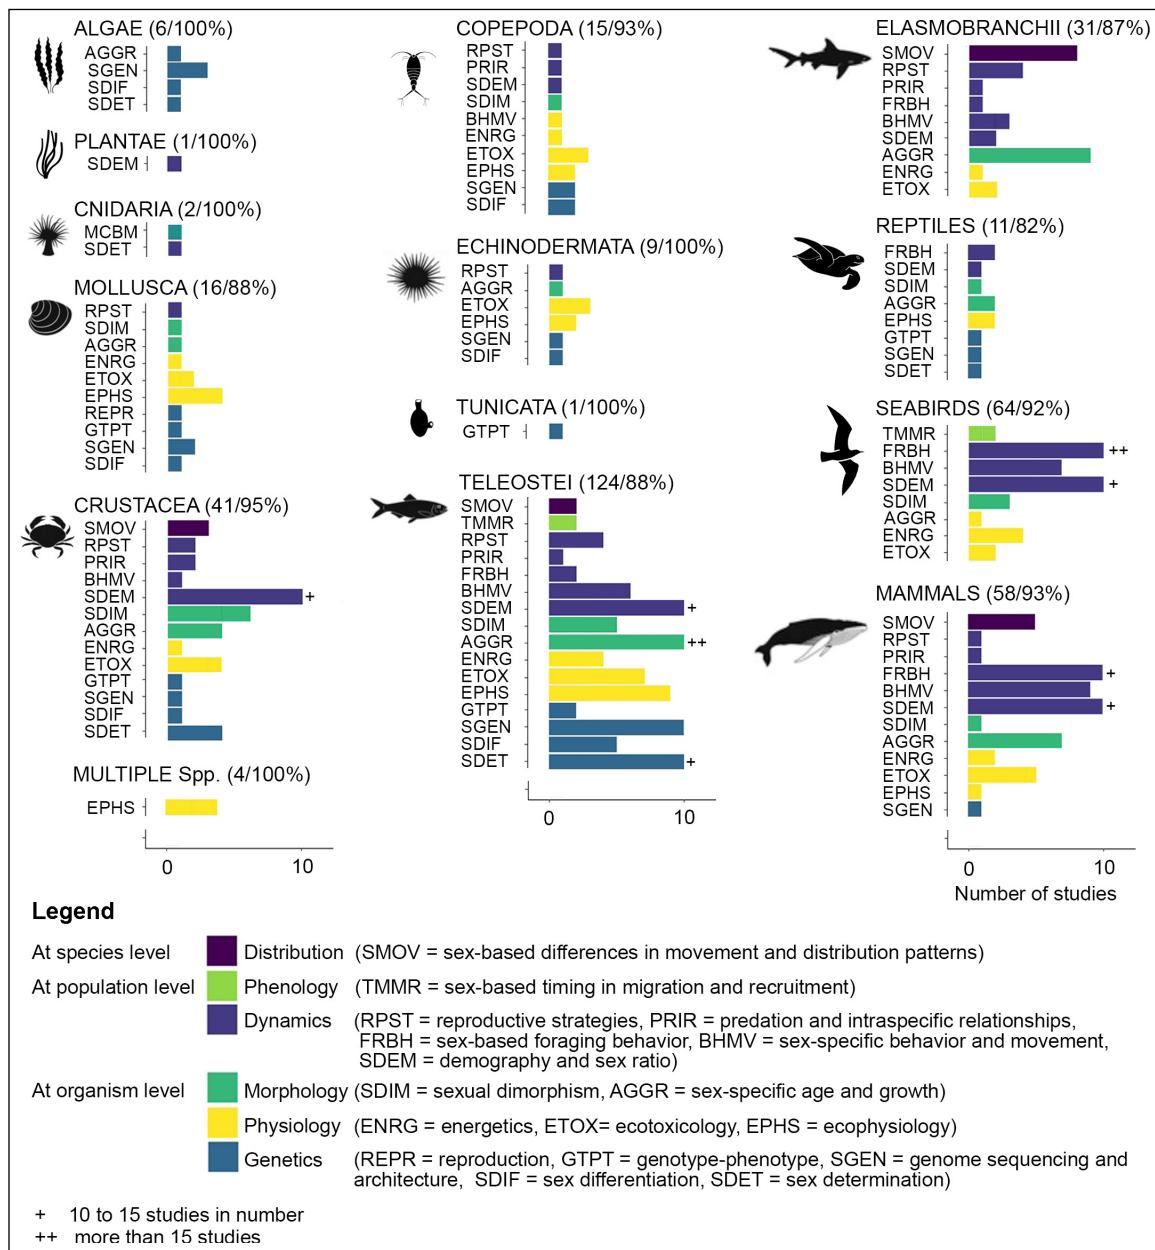 ALGAE (6/100%)
AGGR
SGEN
SDIF
SDET
PLANTAE (1/100%)
SDEM
CNIDARIA (2/100%)
MCBM
SDET
MOLLUSCA (16/88%)
RPST
SDIM
AGGR
ENRG
ETOX
EPHS
REPR
GTPT
SGEN
SDIF
CRUSTACEA (41/95%)
SMOV
RPST
PRIR
BHMV
SDEM +
SDIM
AGGR
ENRG
ETOX
GTPT
SGEN
SDIF
SDET
MULTIPLE Spp. (4/100%)
EPHS
0 10
COPEPODA (15/93%)
RPST
PRIR
SDEM
SDIM
BHMV
ENRG
ETOX
EPHS
SGEN
SDIF
ECHINODERMATA (9/100%)
RPST
AGGR
ETOX
EPHS
SGEN
SDIF
TUNICATA (1/100%)
GTPT
TELEOSTEI (124/88%)
SMOV
TMMR
RPST
PRIR
FRBH
BHMV
SDEM +
SDIM
AGGR ++
ENRG
ETOX
EPHS
GTPT
SGEN
SDIF
SDET +
0 10
ELASMOBRANCHII (31/87%)
SMOV
RPST
PRIR
FRBH
BHMV
SDEM
AGGR
ENRG
ETOX
REPTILES (11/82%)
FRBH
SDEM
SDIM
AGGR
EPHS
GTPT
SGEN
SDET
SEABIRDS (64/92%)
TMMR
FRBH ++
BHMV
SDEM +
SDIM
AGGR
ENRG
ETOX
MAMMALS (58/93%)
SMOV
RPST
PRIR
FRBH +
BHMV
SDEM +
SDIM
AGGR
ENRG
ETOX
EPHS
SGEN
0 10
Number of studies
Legend
At species level Distribution (SMOV = sex-based differences in movement and distribution patterns)
At population level Phenology (TMMR = sex-based timing in migration and recruitment)
Dynamics (RPST = reproductive strategies, PRIR = predation and intraspecific relationships,
FRBH = sex-based foraging behavior, BHMV = sex-specific behavior and movement,
SDEM = demography and sex ratio)
At organism level Morphology (SDIM = sexual dimorphism, AGGR = sex-specific age and growth)
Physiology (ENRG = energetics, ETOX= ecotoxicology, EPHS = ecophysiology)
Genetics (REPR = reproduction, GTPT = genotype-phenotype, SGEN = genome sequencing and
architecture, SDIF = sex differentiation, SDET = sex determination)
+ 10 to 15 studies in number
++ more than 15 studies